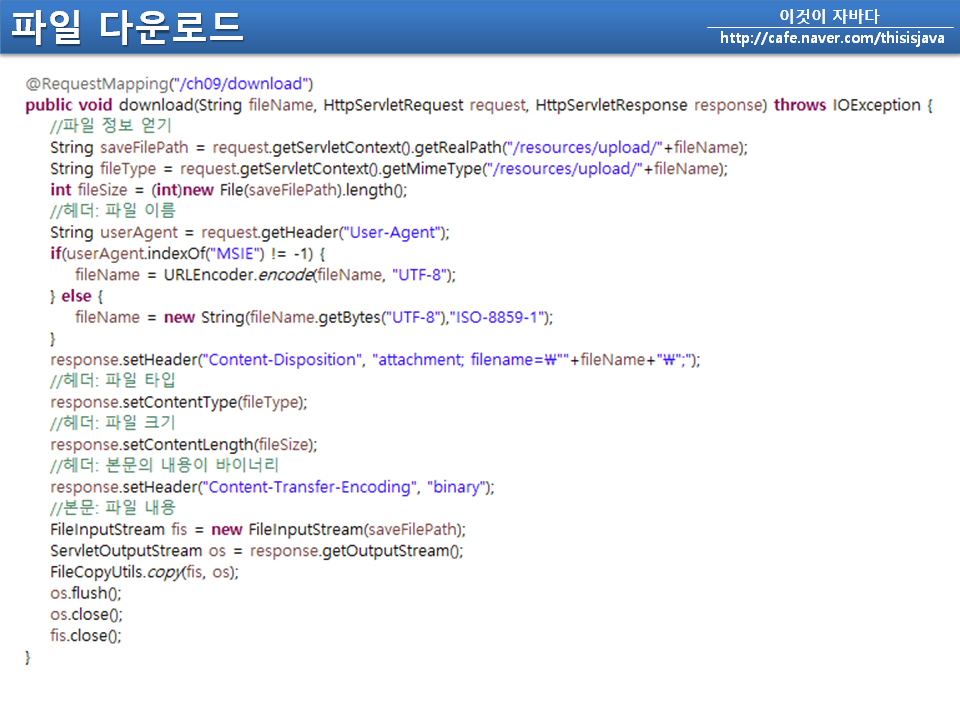 파일 다운로드
이것이 자바다
http://cafe.naver.com/thisisjava
@RequestMapping("/ch09/download")
public void download(String fileName, HttpServletRequest request, HttpServletResponse response) throws IOException {
//파일 정보 얻기
String saveFilePath = request.getServletContext().getRealPath("/resources/upload/"+fileName);
String fileType = request.getServletContext().getMimeType("/resources/upload/"+fileName);
int fileSize = (int)new File(saveFilePath).length();
//헤더: 파일 이름
String userAgent = request.getHeader("User-Agent");
if(userAgent.indexOf("MSIE") != -1) {
fileName = URLEncoder.encode(fileName, "UTF-8");
} else {
fileName = new String(fileName.getBytes("UTF-8"),"ISO-8859-1");
}
response.setHeader("Content-Disposition", "attachment; filename=₩""+fileName+"₩";");
//헤더: 파일 타입
response.setContentType(fileType);
//헤더: 파일 크기
response.setContentLength(fileSize);
//헤더: 본문의 내용이 바이너리
response.setHeader("Content-Transfer-Encoding", "binary");
//본문: 파일 내용
FileInputStream fis = new FileInputStream(saveFilePath);
ServletOutputStream os = response.getOutputStream();
FileCopyUtils.copy(fis, os);
os.flush();
os.close();
fis.close();
}